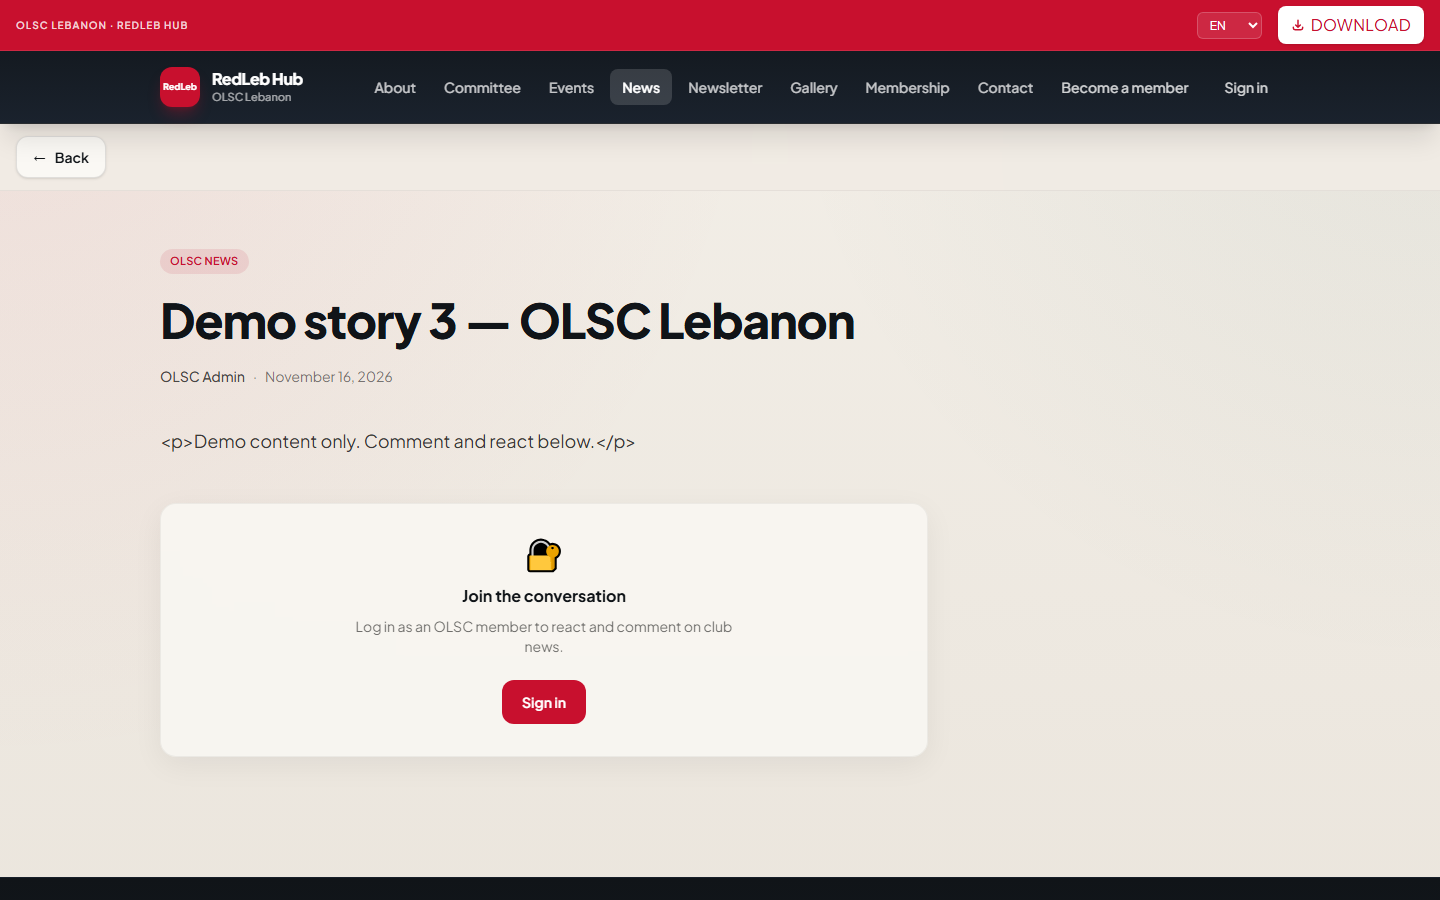 OLSC LEBANON · REDLEB HUB
EN
DOWNLOAD
RedLeb
RedLeb Hub
OLSC Lebanon
About
Committee
Events
News
Newsletter
Gallery
Membership
Contact
Become a member
Sign in
← Back
OLSC NEWS
Demo story 3 — OLSC Lebanon
OLSC Admin · November 16, 2026
<p>Demo content only. Comment and react below.</p>
Join the conversation
Log in as an OLSC member to react and comment on club
news.
Sign in